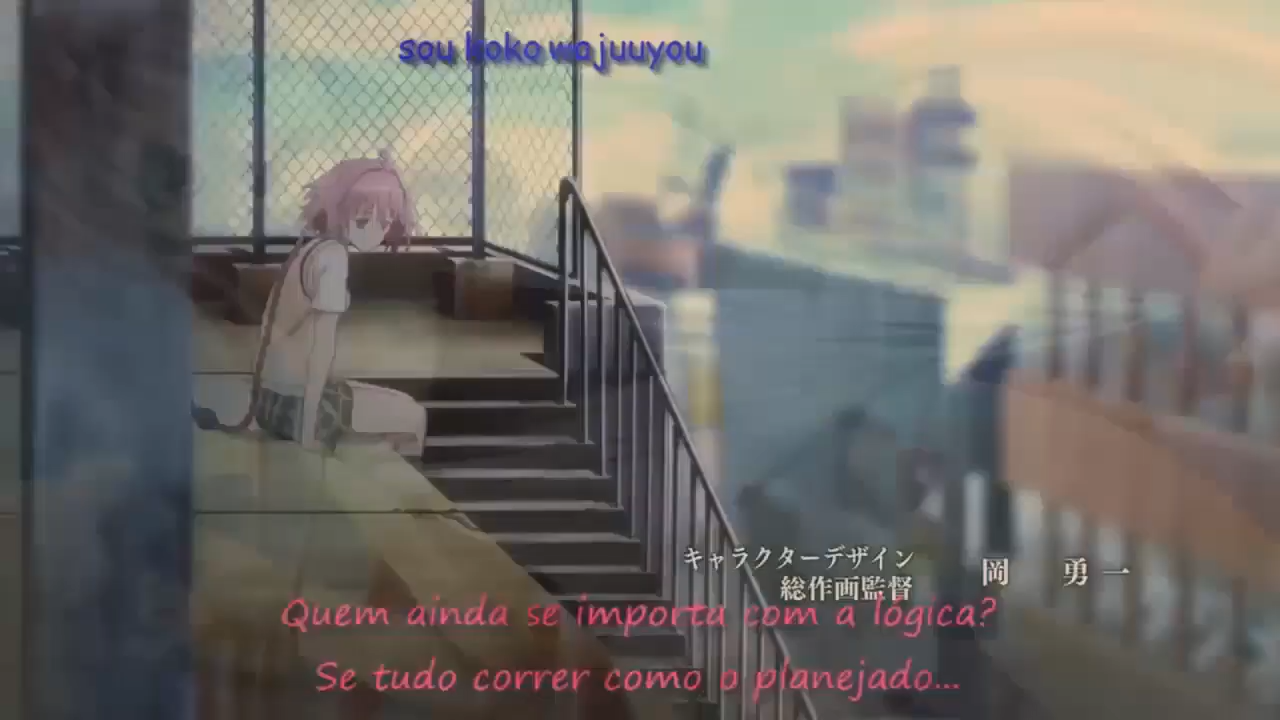 sou koko wa juuyou
キャラクターデザイン
総作画監督
岡 勇一
Quem ainda se importa com a lógica?
Se tudo correr como o planejado...